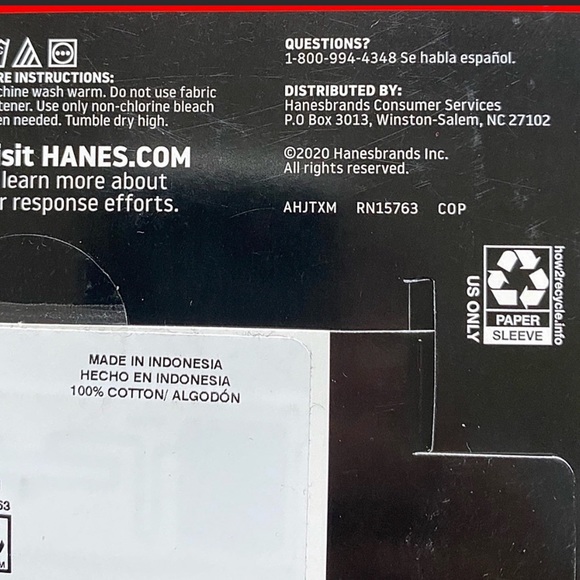 QUESTIONS?
1-800-994-4348 Se habla español.
RE INSTRUCTIONS:
chine wash warm. Do not use fabric
tener. Use only non-chlorine bleach
en needed. Tumble dry high.
DISTRIBUTED BY:
Hanesbrands Consumer Services
P.O Box 3013, Winston-Salem, NC 27102
isit HANES.COM
learn more about
r response efforts.
©2020 Hanesbrands Inc.
All rights reserved.
AHJTXM RN15763 COP
US ONLY
PAPER
SLEEVE
how2recycle.info
MADE IN INDONESIA
HECHO EN INDONESIA
100% COTTON/ ALGODÓN
63